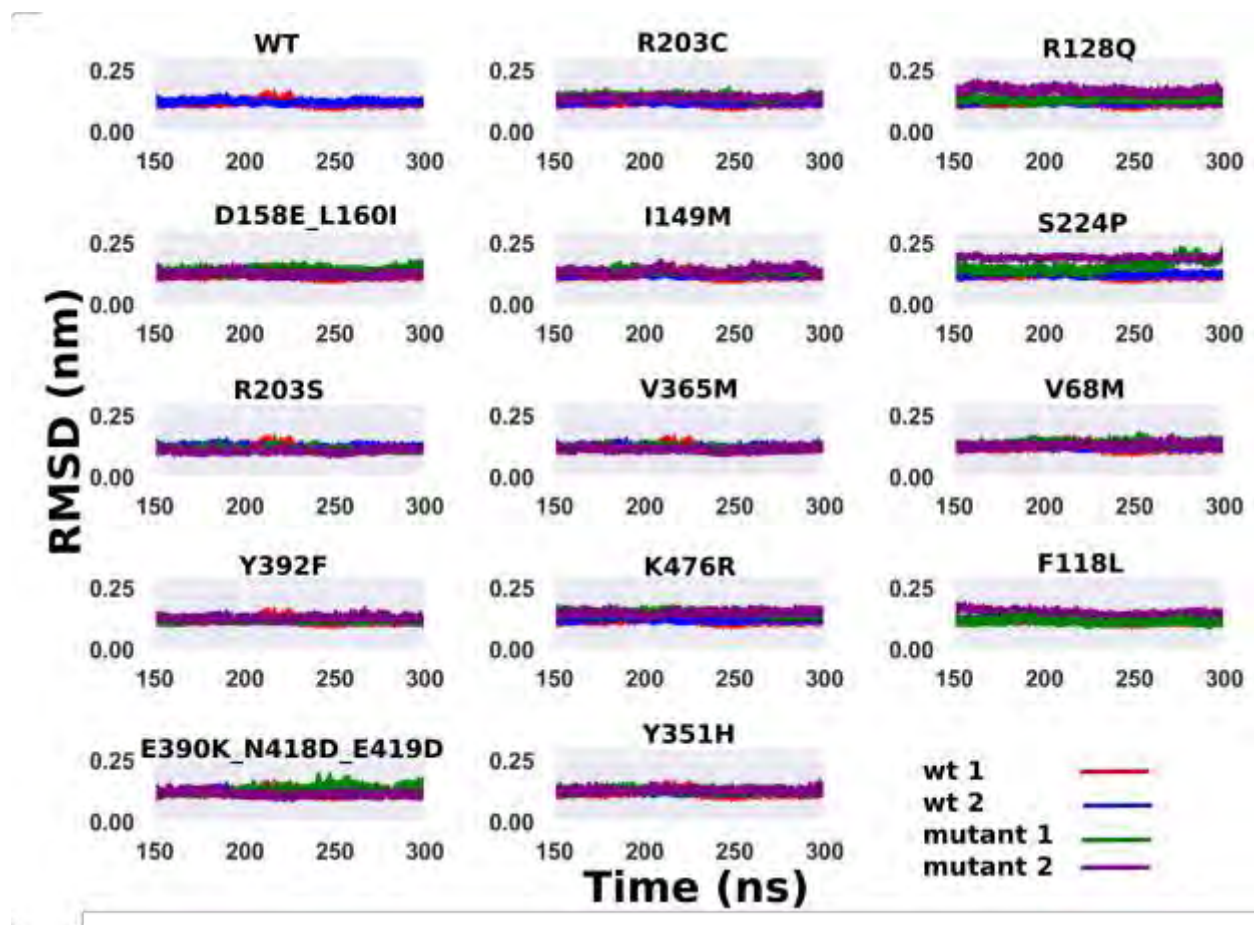 WT
R203C
R128Q
0.25
0.00
150 200 250 300
0.25
0.00
150 200 250 300
0.25
0.00
150 200 250 300
D158E_L160I
I149M
S224P
0.25
0.00
150 200 250 300
0.25
0.00
150 200 250 300
0.25
0.00
150 200 250 300
RMSD (nm)
R203S
V365M
V68M
0.25
0.00
150 200 250 300
0.25
0.00
150 200 250 300
0.25
0.00
150 200 250 300
Y392F
K476R
F118L
0.25
0.00
150 200 250 300
0.25
0.00
150 200 250 300
0.25
0.00
150 200 250 300
E390K_N418D_E419D
Y351H
0.25
0.00
150 200 250 300
0.25
0.00
150 200 250 300
Time (ns)
wt 1
wt 2
mutant 1
mutant 2